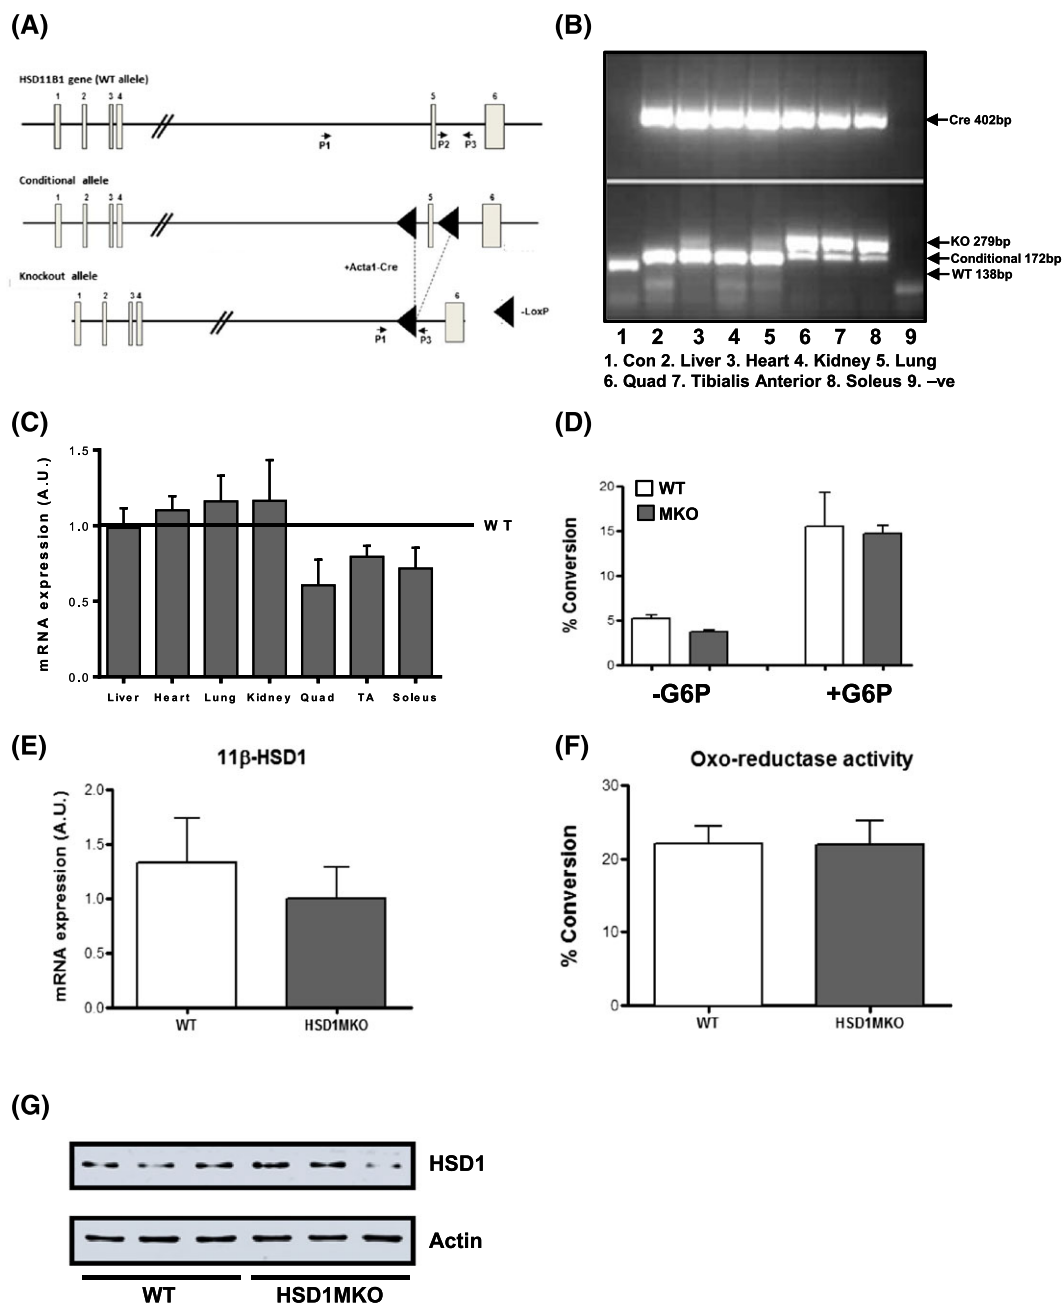 (A)
HSD11B1 gene (WT allele)
1 2 3 4 5 6
P1 P2 P3
Conditional allele
1 2 3 4 5 6
+Acta1-Cre
Knockout allele
1 2 3 4 6
P1 P3
-LoxP
(B)
Cre 402bp
KO 279bp
Conditional 172bp
WT 138bp
1 2 3 4 5 6 7 8 9
1. Con 2. Liver 3. Heart 4. Kidney 5. Lung
6. Quad 7. Tibialis Anterior 8. Soleus 9. –ve
(C)
mRNA expression (A.U.)
1.5
1.0
0.5
0.0
WT
Liver Heart Lung Kidney Quad TA Soleus
(D)
% Conversion
20
15
10
5
0
WT
MKO
-G6P +G6P
(E)
11β-HSD1
mRNA expression (A.U.)
2.0
1.5
1.0
0.5
0.0
WT HSD1MKO
(F)
Oxo-reductase activity
% Conversion
30
20
10
0
WT HSD1MKO
(G)
HSD1
Actin
WT HSD1MKO